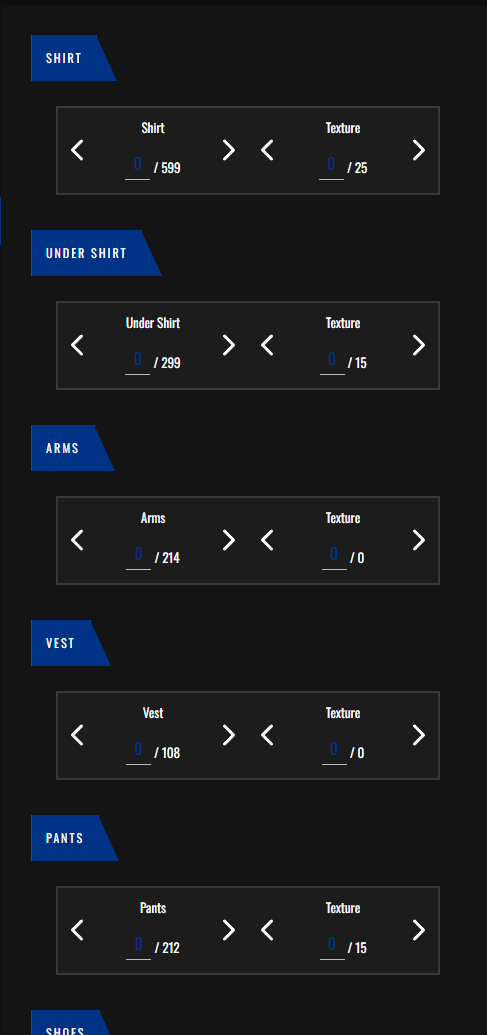 SHIRT
Shirt Texture
0 / 599 0 / 25
UNDER SHIRT
Under Shirt Texture
0 / 299 0 / 15
ARMS
Arms Texture
0 / 214 0 / 0
VEST
Vest Texture
0 / 108 0 / 0
PANTS
Pants Texture
0 / 212 0 / 15
SHOES